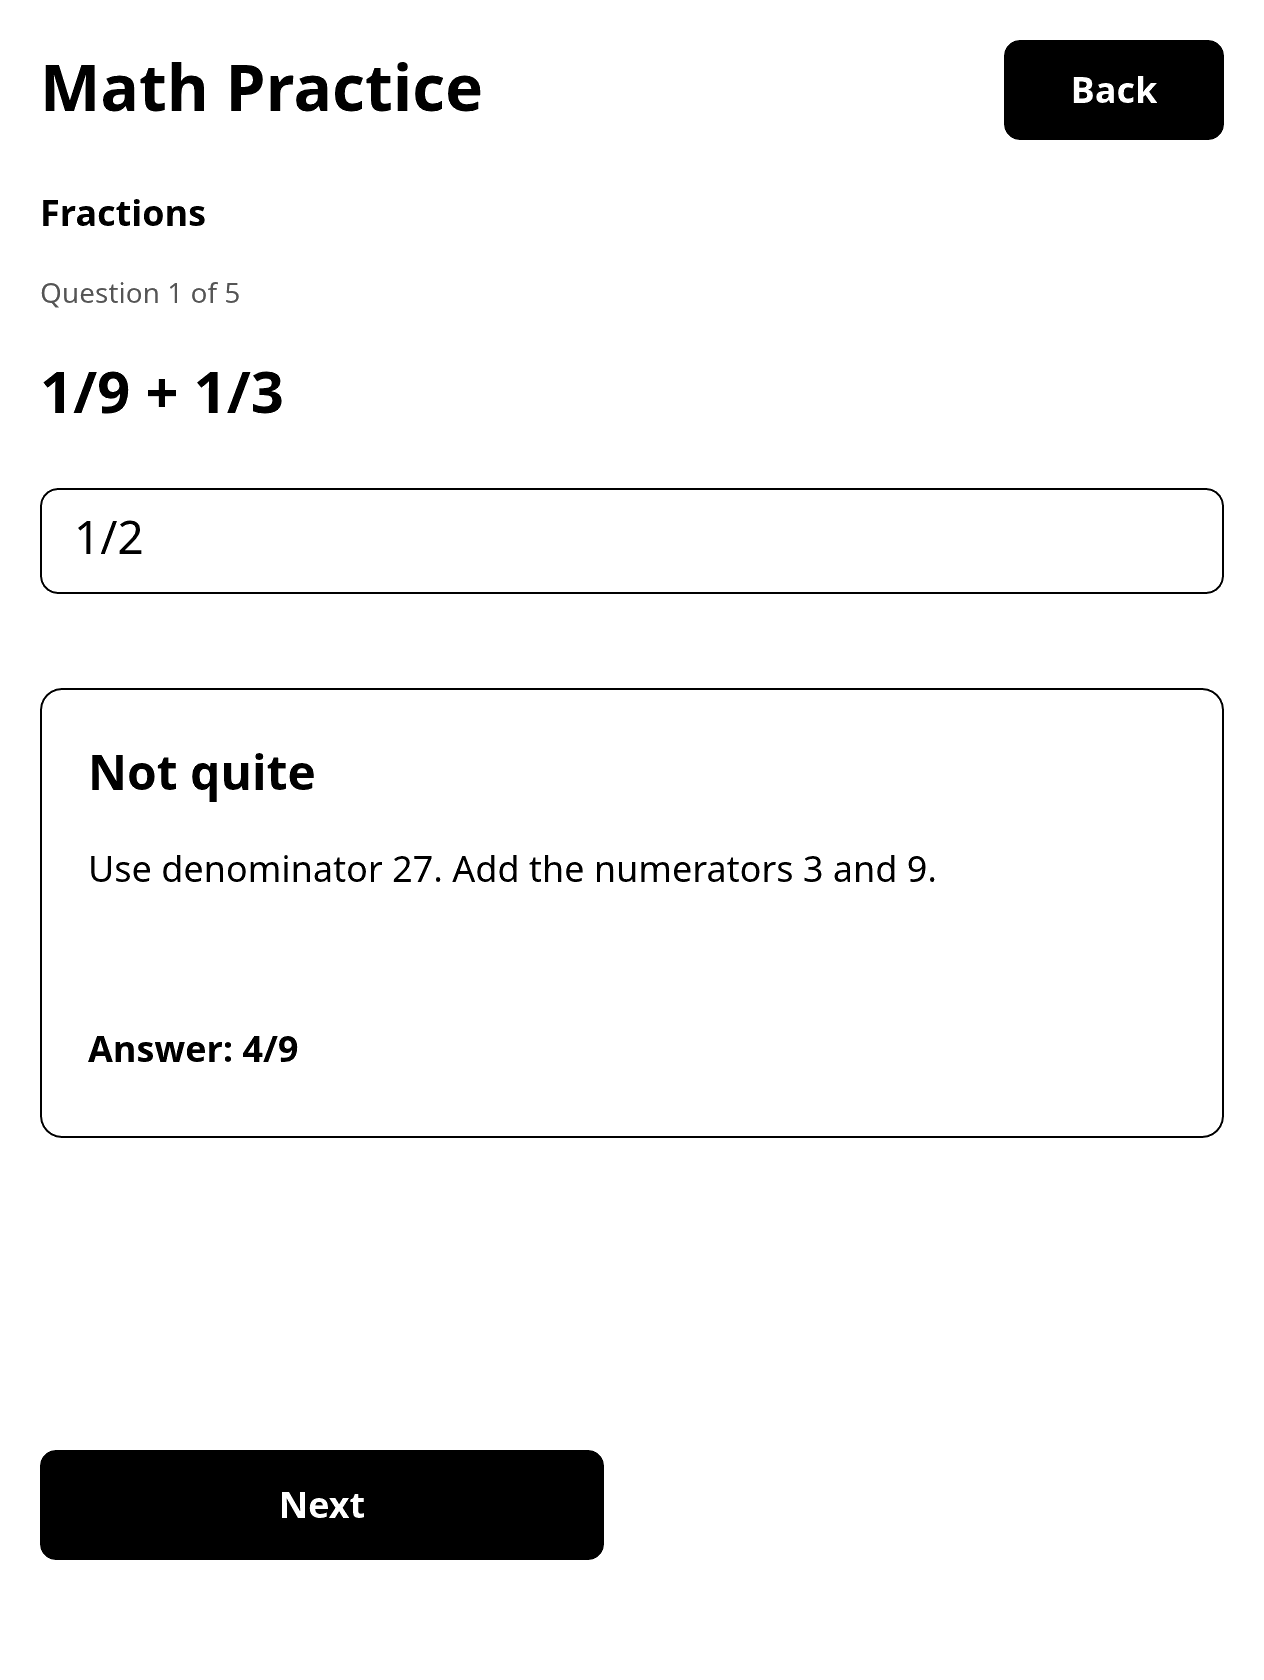 Math Practice
Back
Fractions
Question 1 of 5
1/9 + 1/3
1/2
Not quite
Use denominator 27. Add the numerators 3 and 9.
Answer: 4/9
Next